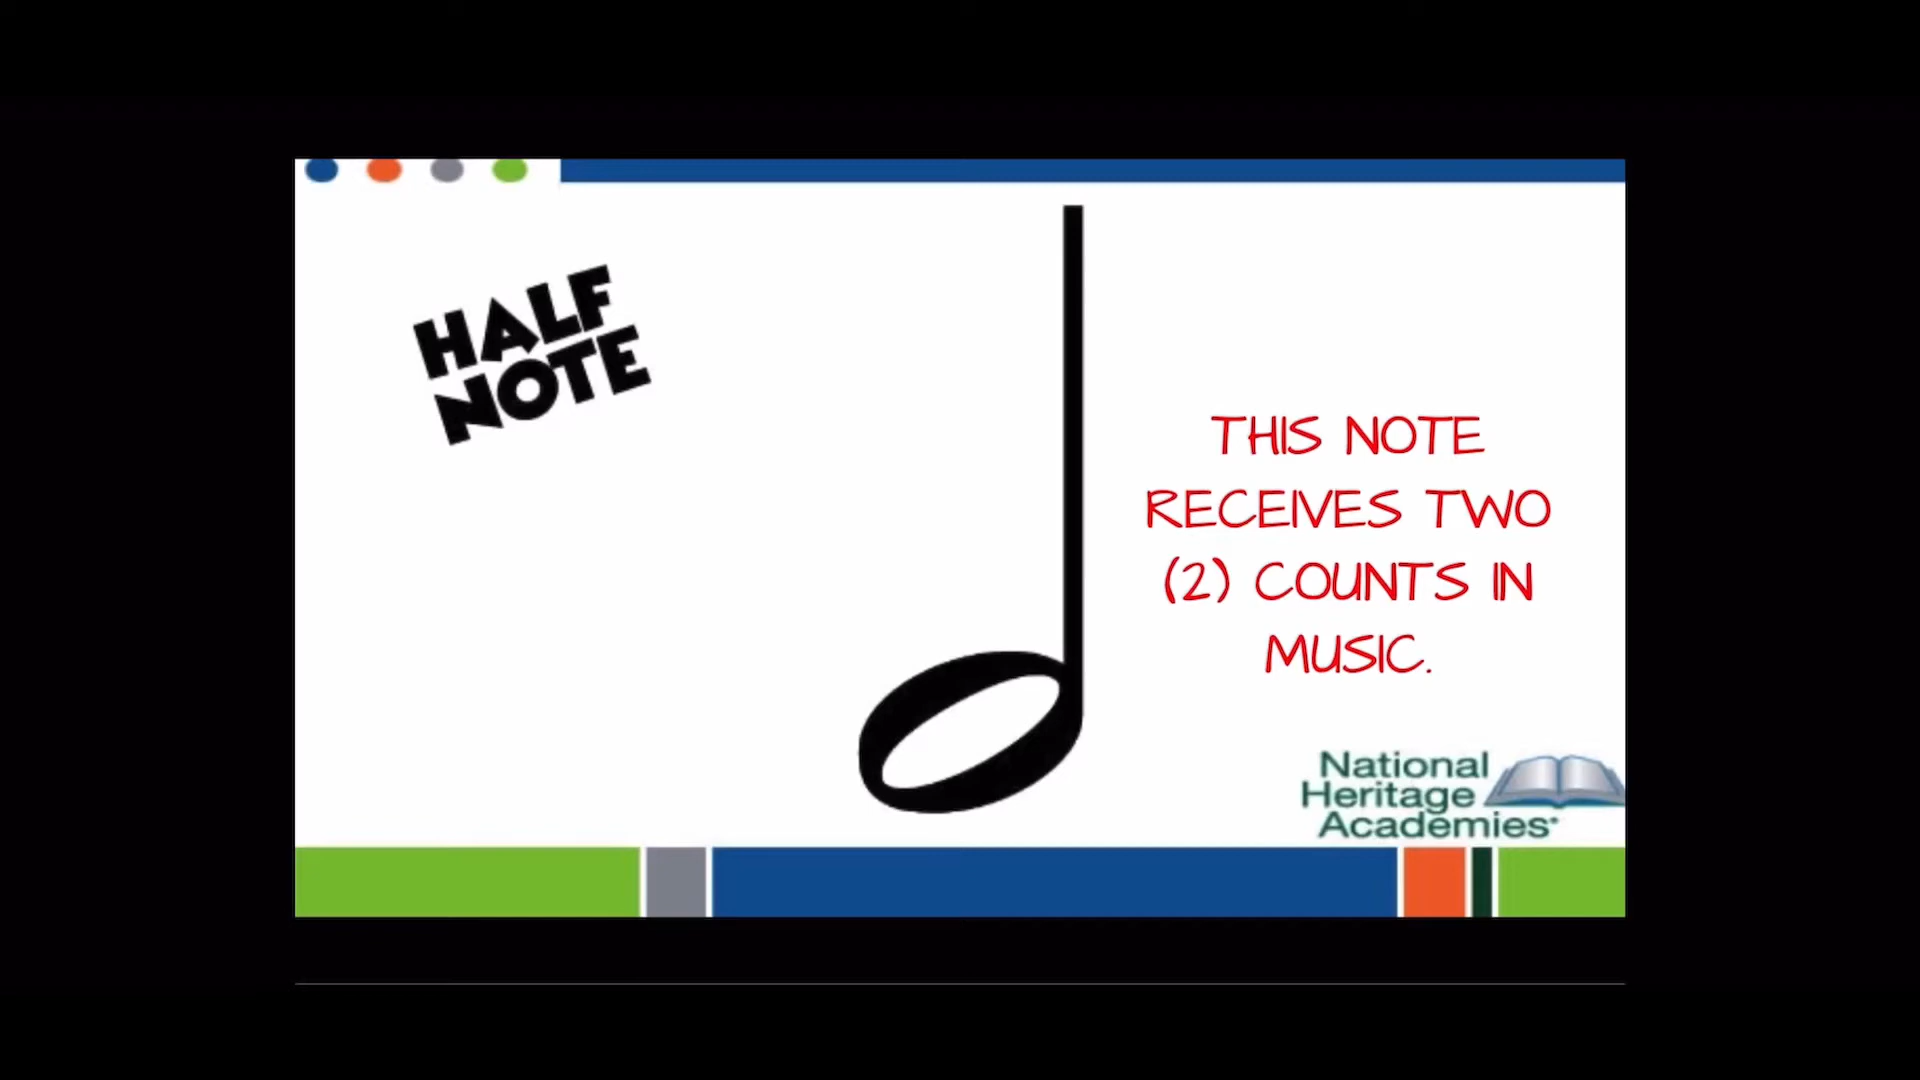 HALF
NOTE
THIS NOTE
RECEIVES TWO
(2) COUNTS IN
MUSIC.
National
Heritage
Academies